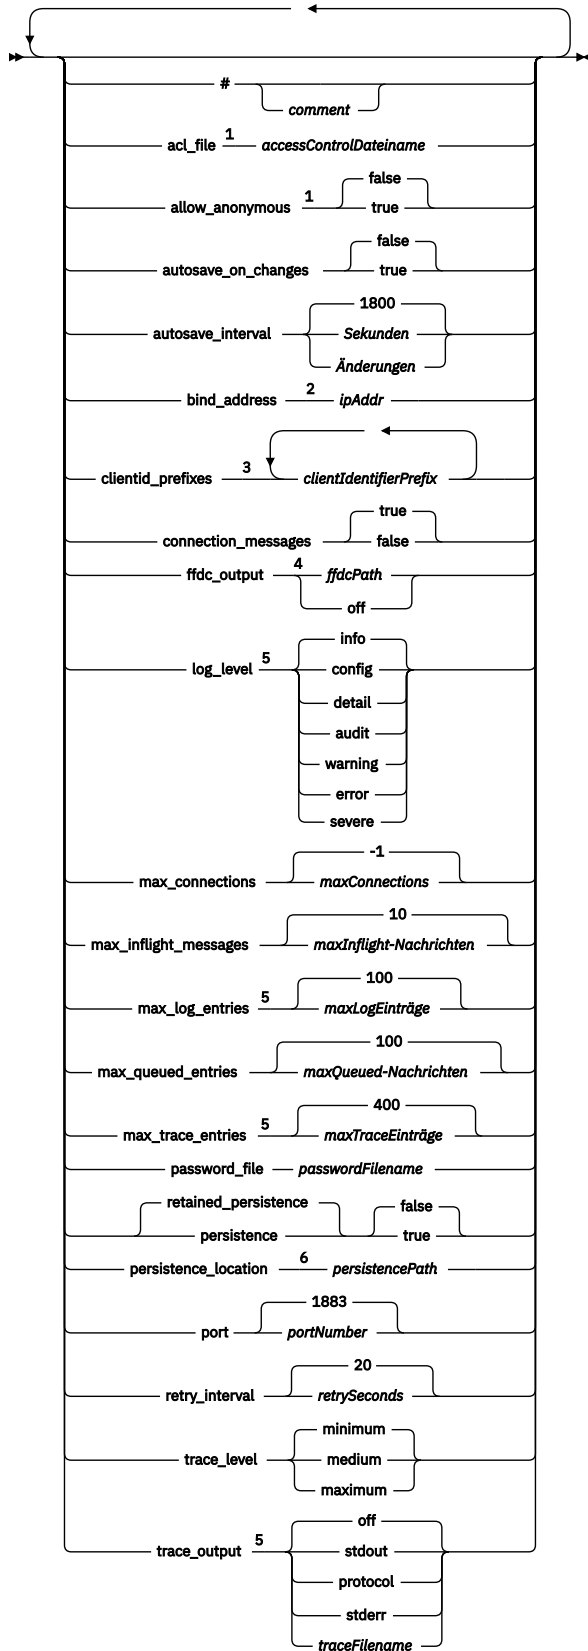 #
comment
acl_file 1 accessControlDateiname
false
allow_anonymous 1 true
false
autosave_on_changes true
1800
autosave_interval Sekunden
Änderungen
bind_address 2 ipAddr
clientid_prefixes 3 clientIdentifierPrefix
true
connection_messages false
ffdc_output 4 ffdcPath
off
info
log_level 5 config
detail
audit
warning
error
severe
-1
max_connections maxConnections
10
max_inflight_messages maxInflight-Nachrichten
100
max_log_entries 5 maxLogEinträge
100
max_queued_entries maxQueued-Nachrichten
400
max_trace_entries 5 maxTraceEinträge
password_file passwordFilename
retained_persistence false
persistence true
persistence_location 6 persistencePath
1883
port portNumber
20
retry_interval retrySeconds
minimum
trace_level medium
maximum
off
trace_output 5 stdout
protocol
stderr
traceFilename